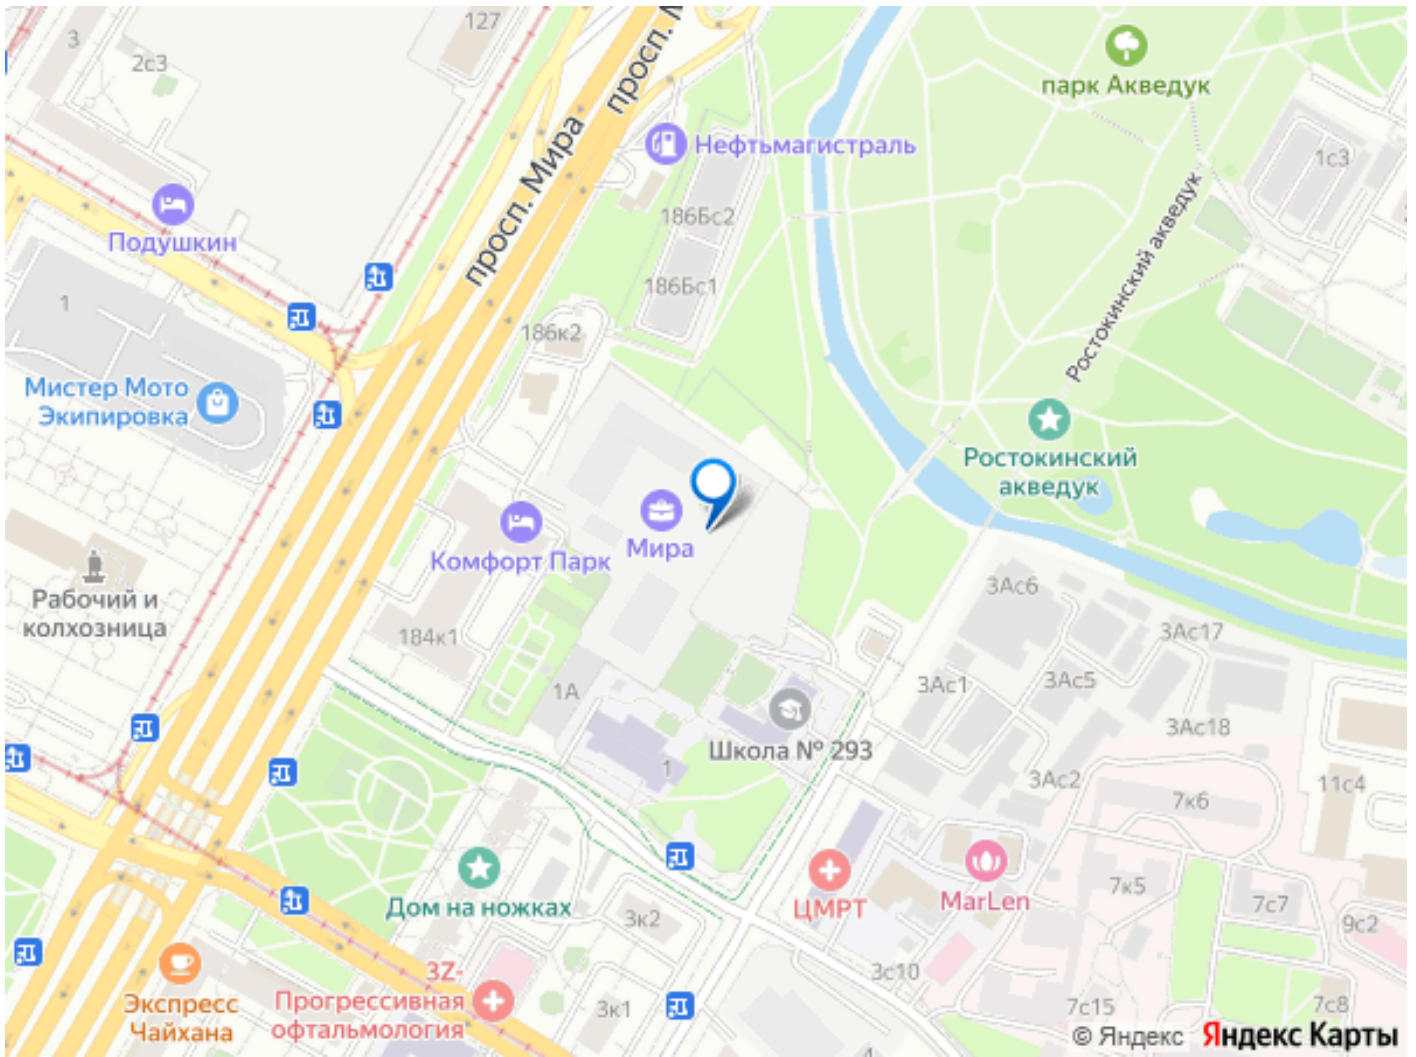 127
3
2с3
просп. Мира
просп. М
парк Акведук
Нефтьмагистраль
1с3
Подушкин
186Бс2
Ростокинский акведук
186Бс1
1
186к2
Мистер Мото
Экипировка
Ростокинский
акведук
Мира
Комфорт Парк
Рабочий и
колхозница
3Ас6
184к1
3Ас17
1А
3Ас1
3Ас5
3Ас18
Школа № 293
1
3Ас2
7к6
11с4
Дом на ножках
3к2
ЦМРТ
MarLen
7к5
7с7
9с2
3Z-
Прогрессивная
офтальмология
Экспресс
Чайхана
3с10
3к1
7с15
7с8
4
© Яндекс Яндекс Карты